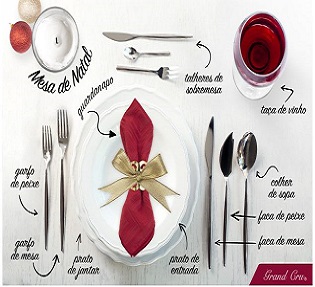 Mesa de Natal
guardanapo
talheres
de sobremesa
taça de vinho
garfo
de peixe
garfo
de mesa
prato
de jantar
prato de
entrada
colher
de sopa
faca de peixe
faca de mesa
Grand Cru